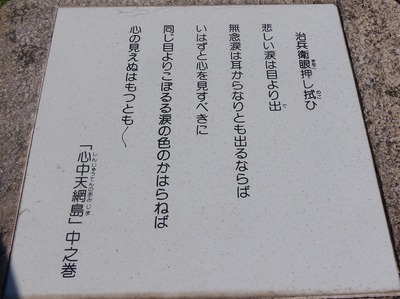 治兵衛眼押し拭ひ
悲しい涙は目より出
無念涙は耳からなりとも出るならば
いはずと心を見すべきに
同じ目よりこぼるる涙の色のかはらねば
心の見えぬはもつとも〱
「心中天網島」中之巻